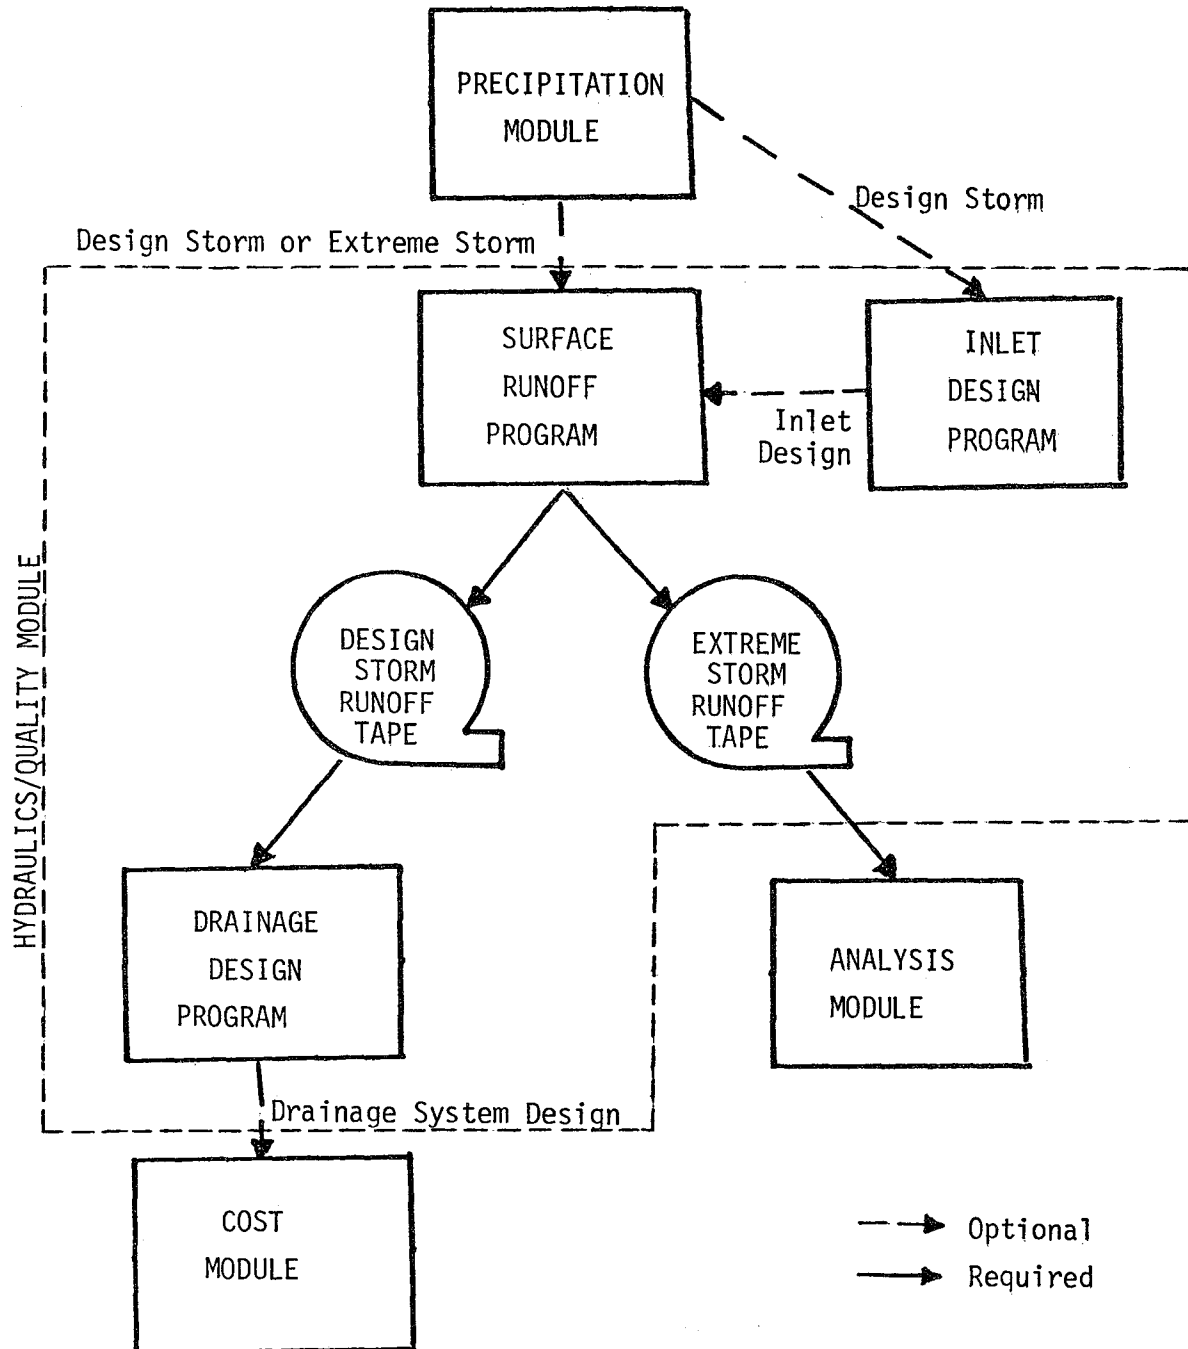 PRECIPITATION
MODULE
Design Storm
Design Storm or Extreme Storm
SURFACE
RUNOFF
PROGRAM
INLET
DESIGN
PROGRAM
Inlet
Design
HYDRAULICS/QUALITY MODULE
DESIGN
STORM
RUNOFF
TAPE
EXTREME
STORM
RUNOFF
TAPE
DRAINAGE
DESIGN
PROGRAM
ANALYSIS
MODULE
Drainage System Design
COST
MODULE
Optional
Required